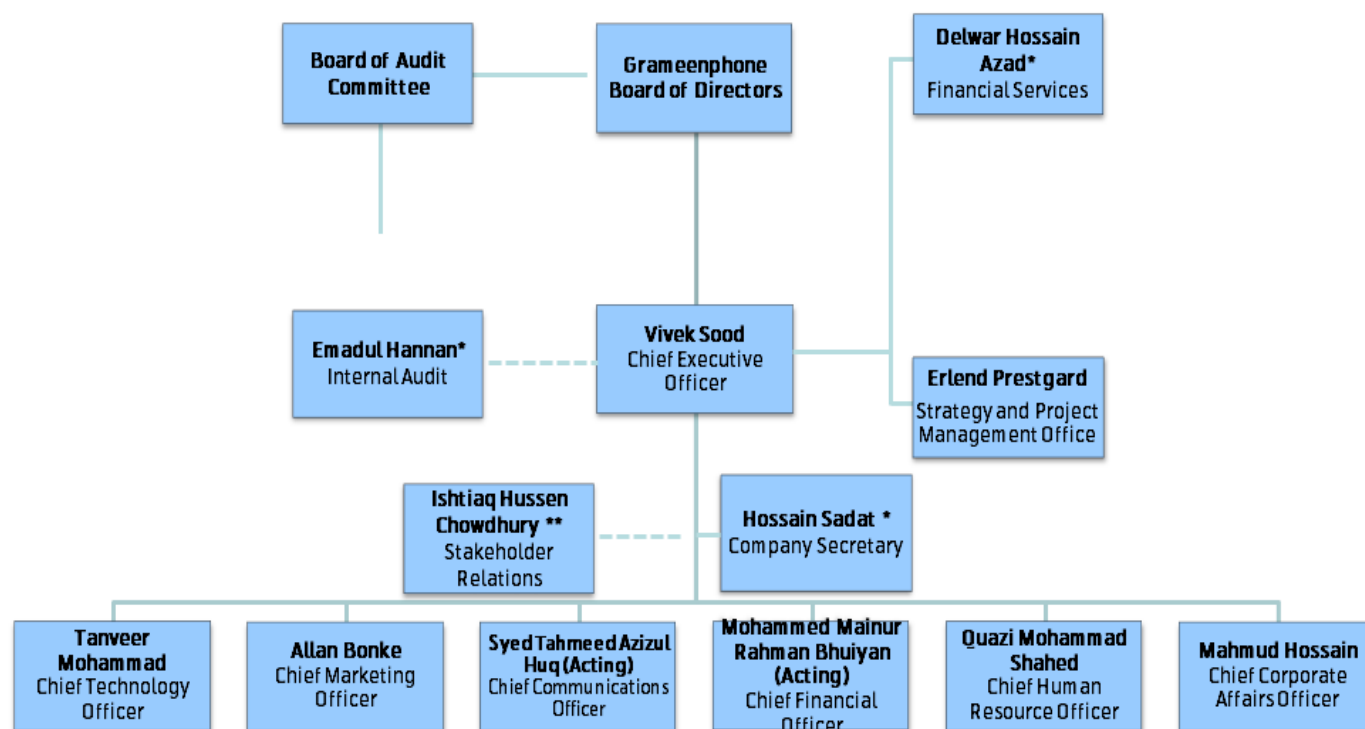 Board of Audit
Committee
Grameenphone
Board of Directors
Delwar Hossain
Azad*
Financial Services
Emadul Hannan*
Internal Audit
Vivek Sood
Chief Executive
Officer
Erlend Prestgard
Strategy and Project
Management Office
Ishtiaq Hussen
Chowdhury **
Stakeholder
Relations
Hossain Sadat *
Company Secretary
Tanveer
Mohammad
Chief Technology
Officer
Allan Bonke
Chief Marketing
Officer
Syed Tahmeed Azizul
Huq (Acting)
Chief Communications
Officer
Mohammed Mainur
Rahman Bhuiyan
(Acting)
Chief Financial
Officer
Quazi Mohammad
Shahed
Chief Human
Resource Officer
Mahmud Hossain
Chief Corporate
Affairs Officer